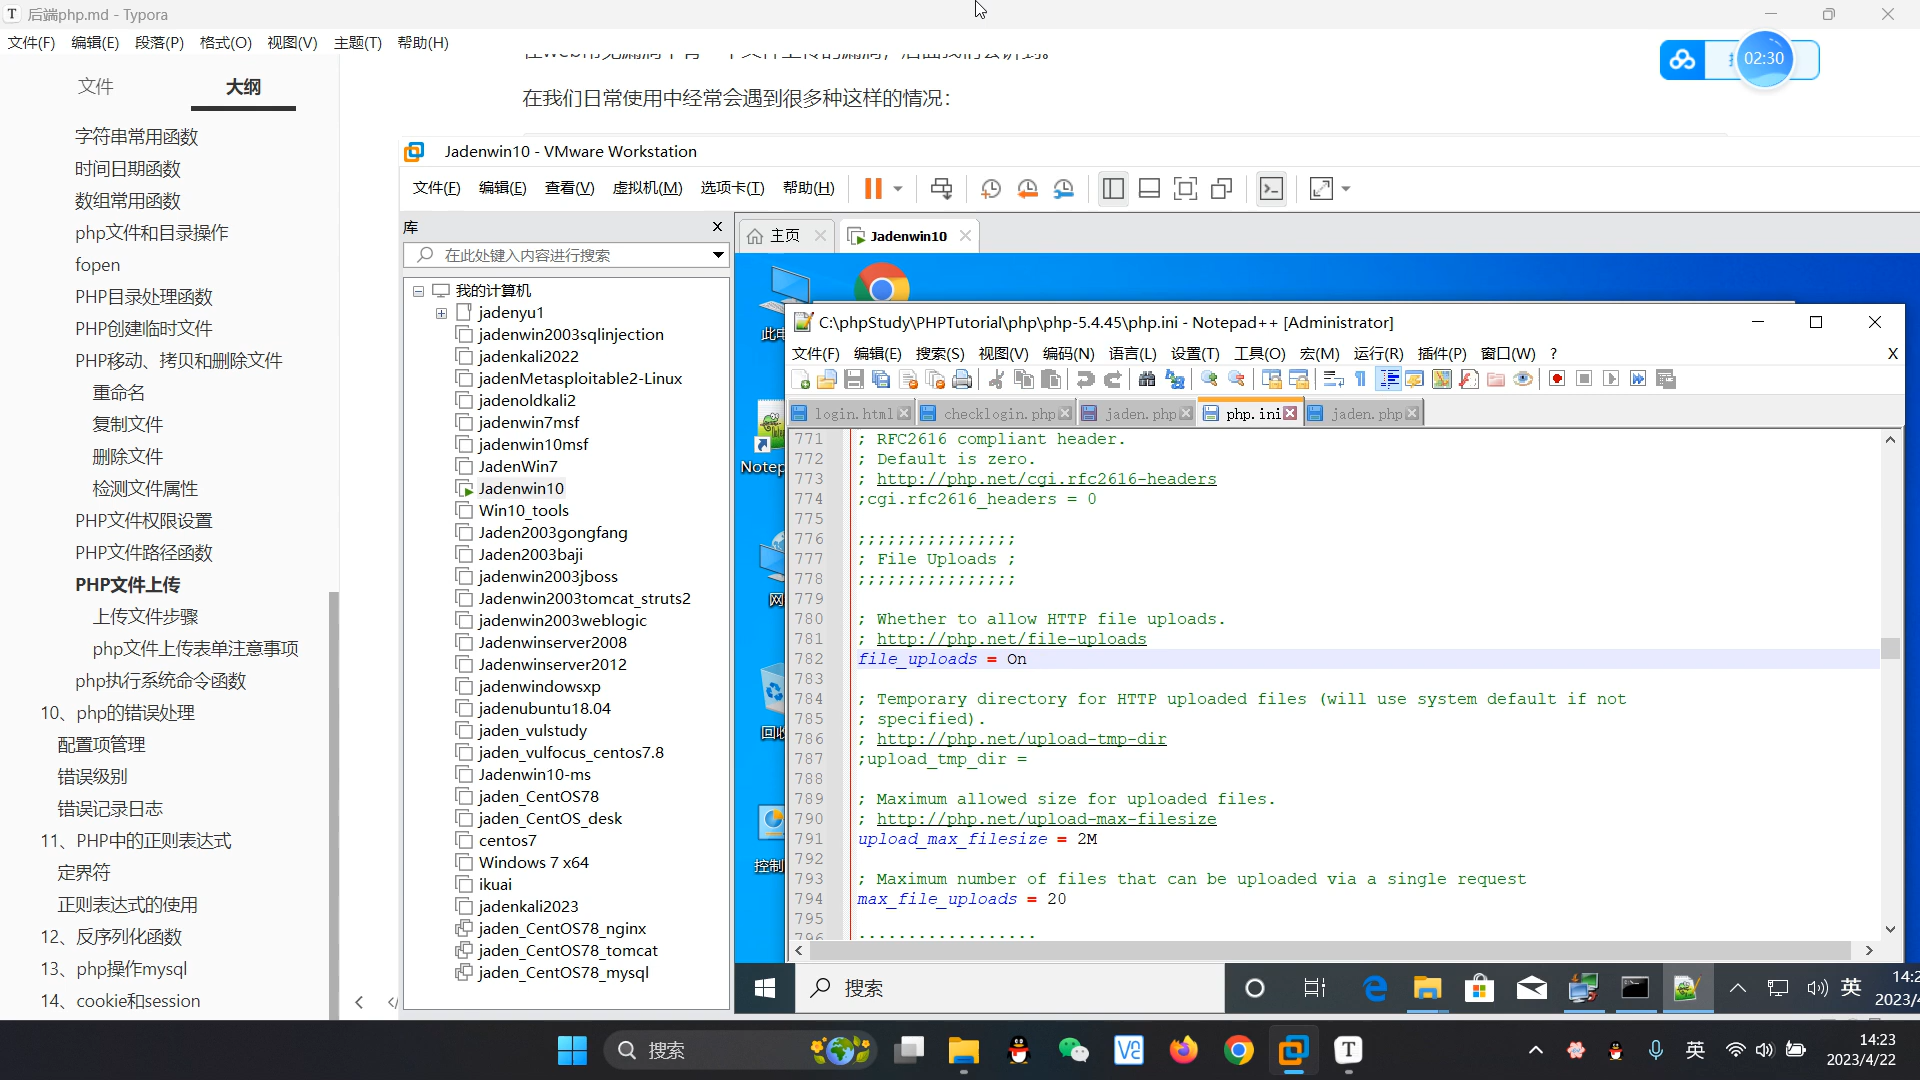 后端php.md - Typora
文件(F) 编辑(E) 段落(P) 格式(O) 视图(V) 主题(T) 帮助(H)
文件 大纲
字符串常用函数
时间日期函数
数组常用函数
php文件和目录操作
fopen
PHP目录处理函数
PHP创建临时文件
PHP移动、拷贝和删除文件
重命名
复制文件
删除文件
检测文件属性
PHP文件权限设置
PHP文件路径函数
PHP文件上传
上传文件步骤
php文件上传表单注意事项
php执行系统命令函数
10、php的错误处理
配置项管理
错误级别
错误记录日志
11、PHP中的正则表达式
定界符
正则表达式的使用
12、反序列化函数
13、php操作mysql
14、cookie和session
在我们日常使用中经常会遇到很多种这样的情况：
02:30
Jadenwin10 - VMware Workstation
文件(F) 编辑(E) 查看(V) 虚拟机(M) 选项卡(T) 帮助(H)
库
在此处键入内容进行搜索
我的计算机
jadenyu1
jadenwin2003sqlinjection
jadenkali2022
jadenMetasploitable2-Linux
jadenoldkali2
jadenwin7msf
jadenwin10msf
JadenWin7
Jadenwin10
Win10_tools
Jaden2003gongfang
Jaden2003baji
jadenwin2003jboss
Jadenwin2003tomcat_struts2
jadenwin2003weblogic
Jadenwinserver2008
Jadenwinserver2012
jadenwindowsxp
jadenubuntu18.04
jaden_vulstudy
jaden_vulfocus_centos7.8
Jadenwin10-ms
jaden_CentOS78
jaden_CentOS_desk
centos7
Windows 7 x64
ikuai
jadenkali2023
jaden_CentOS78_nginx
jaden_CentOS78_tomcat
jaden_CentOS78_mysql
主页 Jadenwin10
此电
Notep
网
回收
控制
C:\phpStudy\PHPTutorial\php\php-5.4.45\php.ini - Notepad++ [Administrator]
文件(F) 编辑(E) 搜索(S) 视图(V) 编码(N) 语言(L) 设置(T) 工具(O) 宏(M) 运行(R) 插件(P) 窗口(W) ? X
login.html checklogin.php jaden.php php.ini jaden.php
771 ; RFC2616 compliant header.
772 ; Default is zero.
773 ; http://php.net/cgi.rfc2616-headers
774 ;cgi.rfc2616_headers = 0
775
776 ;;;;;;;;;;;;;;;;
777 ; File Uploads ;
778 ;;;;;;;;;;;;;;;;
779
780 ; Whether to allow HTTP file uploads.
781 ; http://php.net/file-uploads
782 file_uploads = On
783
784 ; Temporary directory for HTTP uploaded files (will use system default if not
785 ; specified).
786 ; http://php.net/upload-tmp-dir
787 ;upload_tmp_dir =
788
789 ; Maximum allowed size for uploaded files.
790 ; http://php.net/upload-max-filesize
791 upload_max_filesize = 2M
792
793 ; Maximum number of files that can be uploaded via a single request
794 max_file_uploads = 20
795
796
搜索
英
14:2
2023/4
搜索
英
14:23
2023/4/22